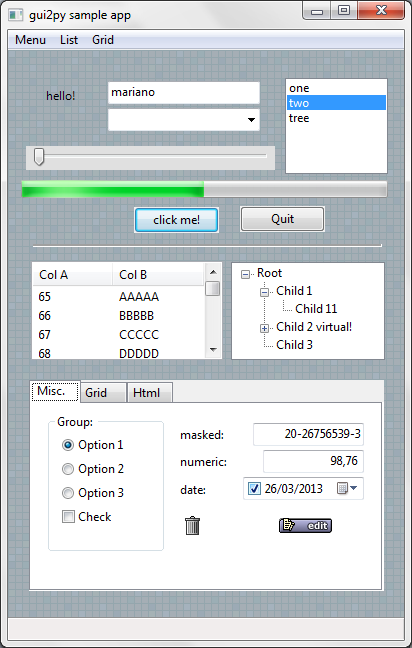 gui2py sample app
Menu List Grid
hello!
mariano
one
two
tree
click me!
Quit
Col A Col B
65 AAAAA
66 BBBBB
67 CCCCC
68 DDDDD
Root
Child 1
Child 11
Child 2 virtual!
Child 3
Misc. Grid Html
Group:
Option 1
Option 2
Option 3
Check
masked: 20-26756539-3
numeric: 98,76
date: 26/03/2013
edit